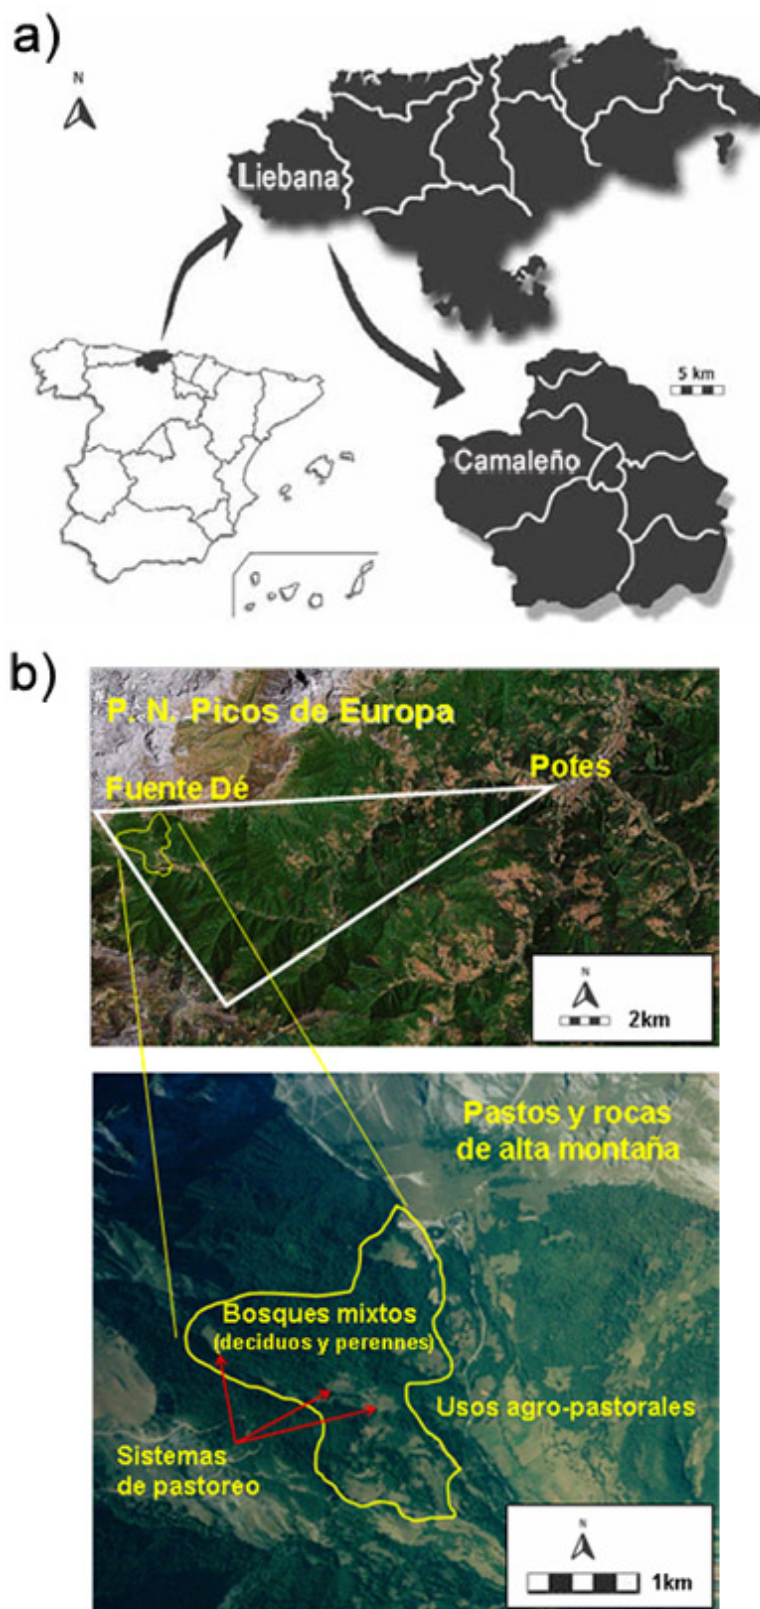 a)
N
Liebana
5 km
Camaleño
b)
P. N. Picos de Europa
Fuente Dé
Potes
N
2km
Pastos y rocas
de alta montaña
Bosques mixtos
(deciduos y perennes)
Usos agro-pastorales
Sistemas
de pastoreo
N
1km